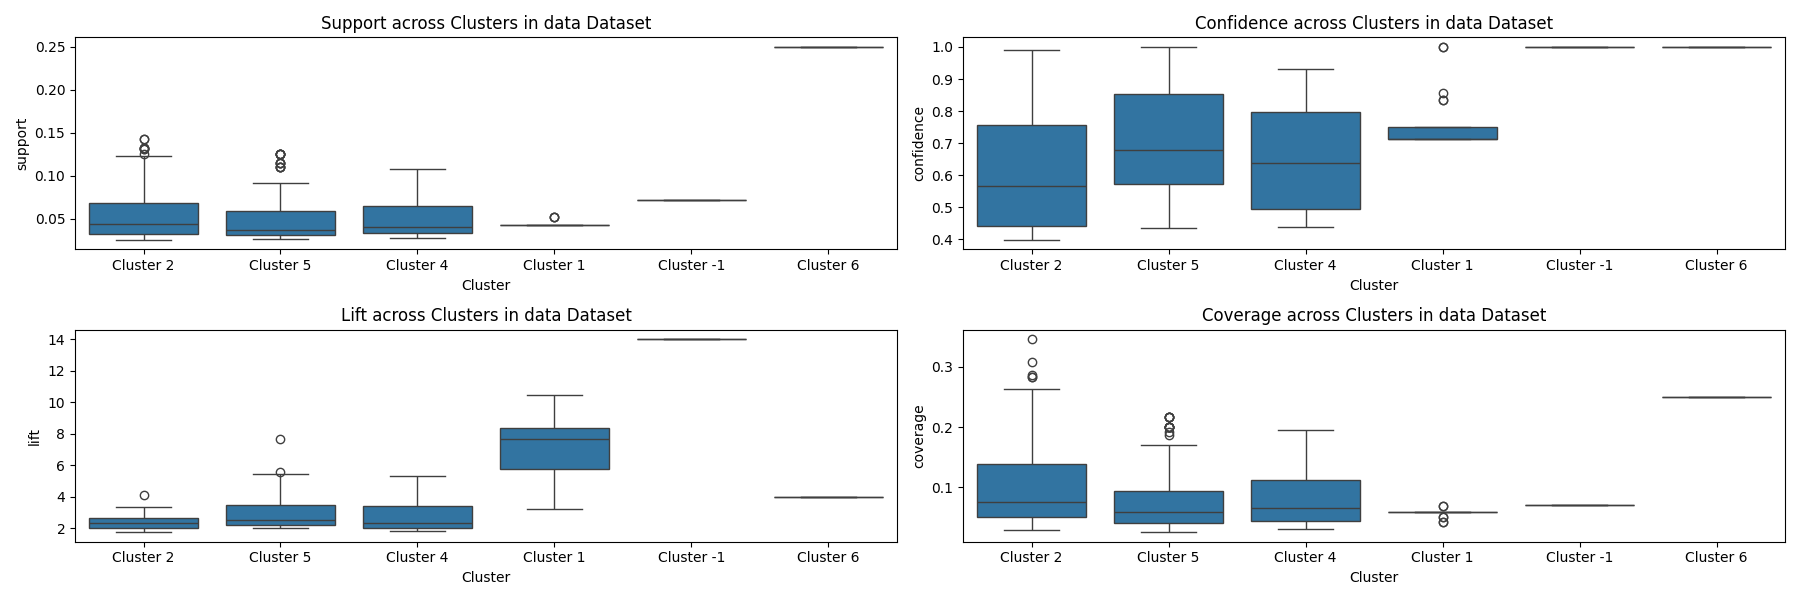 Support across Clusters in data Dataset
0.25
0.20
0.15
0.10
0.05
support
Cluster 2 Cluster 5 Cluster 4 Cluster 1 Cluster -1 Cluster 6
Cluster
Confidence across Clusters in data Dataset
1.0
0.9
0.8
0.7
0.6
0.5
0.4
confidence
Cluster 2 Cluster 5 Cluster 4 Cluster 1 Cluster -1 Cluster 6
Cluster
Lift across Clusters in data Dataset
14
12
10
8
6
4
2
lift
Cluster 2 Cluster 5 Cluster 4 Cluster 1 Cluster -1 Cluster 6
Cluster
Coverage across Clusters in data Dataset
0.3
0.2
0.1
coverage
Cluster 2 Cluster 5 Cluster 4 Cluster 1 Cluster -1 Cluster 6
Cluster